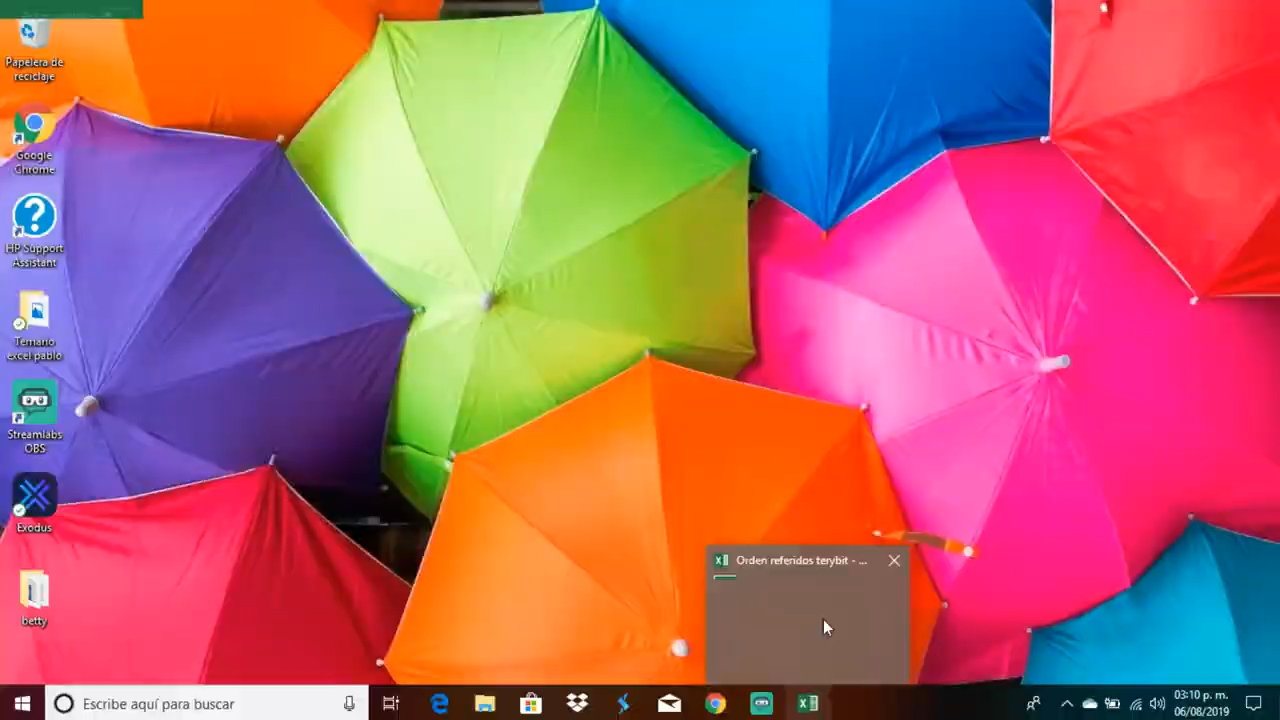 Papelera de
reciclaje
Google
Chrome
HP Support
Assistant
Temario
excel pablo
Streamlabs
OBS
Exodus
betty
Orden referidos terybit - ...
Escribe aquí para buscar
03:10 p. m.
06/08/2019